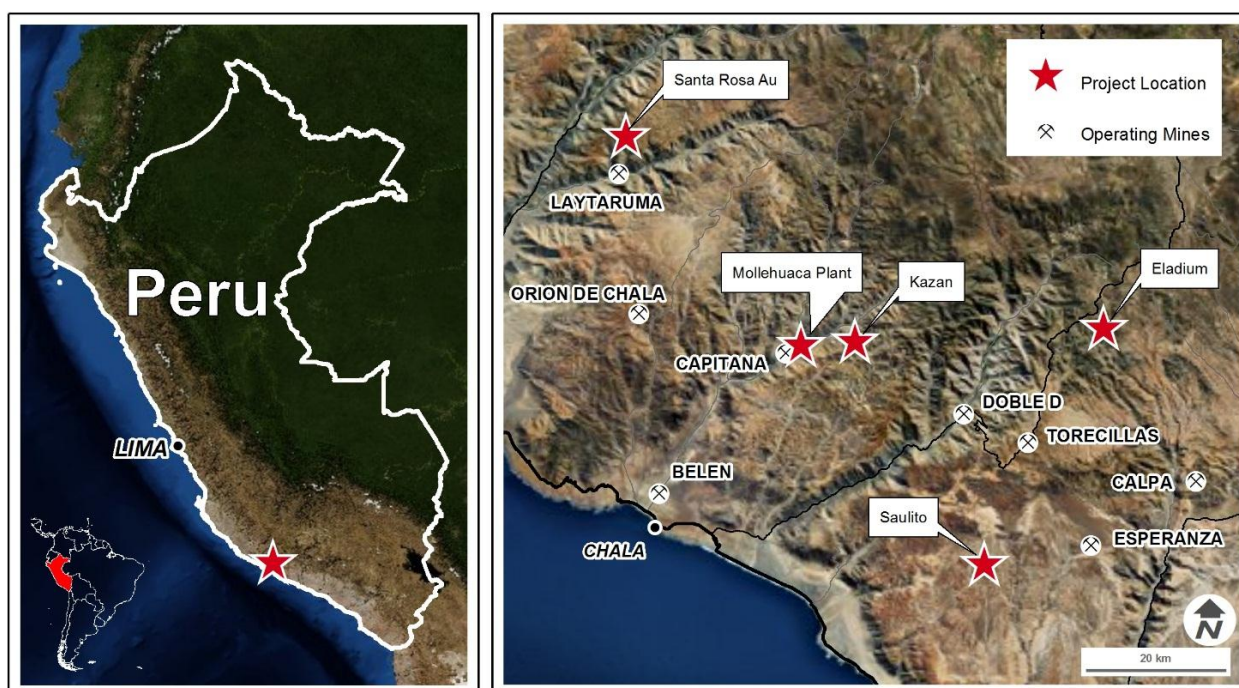 Peru
LIMA
Santa Rosa Au
Project Location
Operating Mines
LAYTARUMA
Mollehuaca Plant
Kazan
Eladium
ORION DE CHALA
CAPITANA
DOBLE D
TORECILLAS
BELEN
CALPA
Saulito
CHALA
ESPERANZA
N
20 km